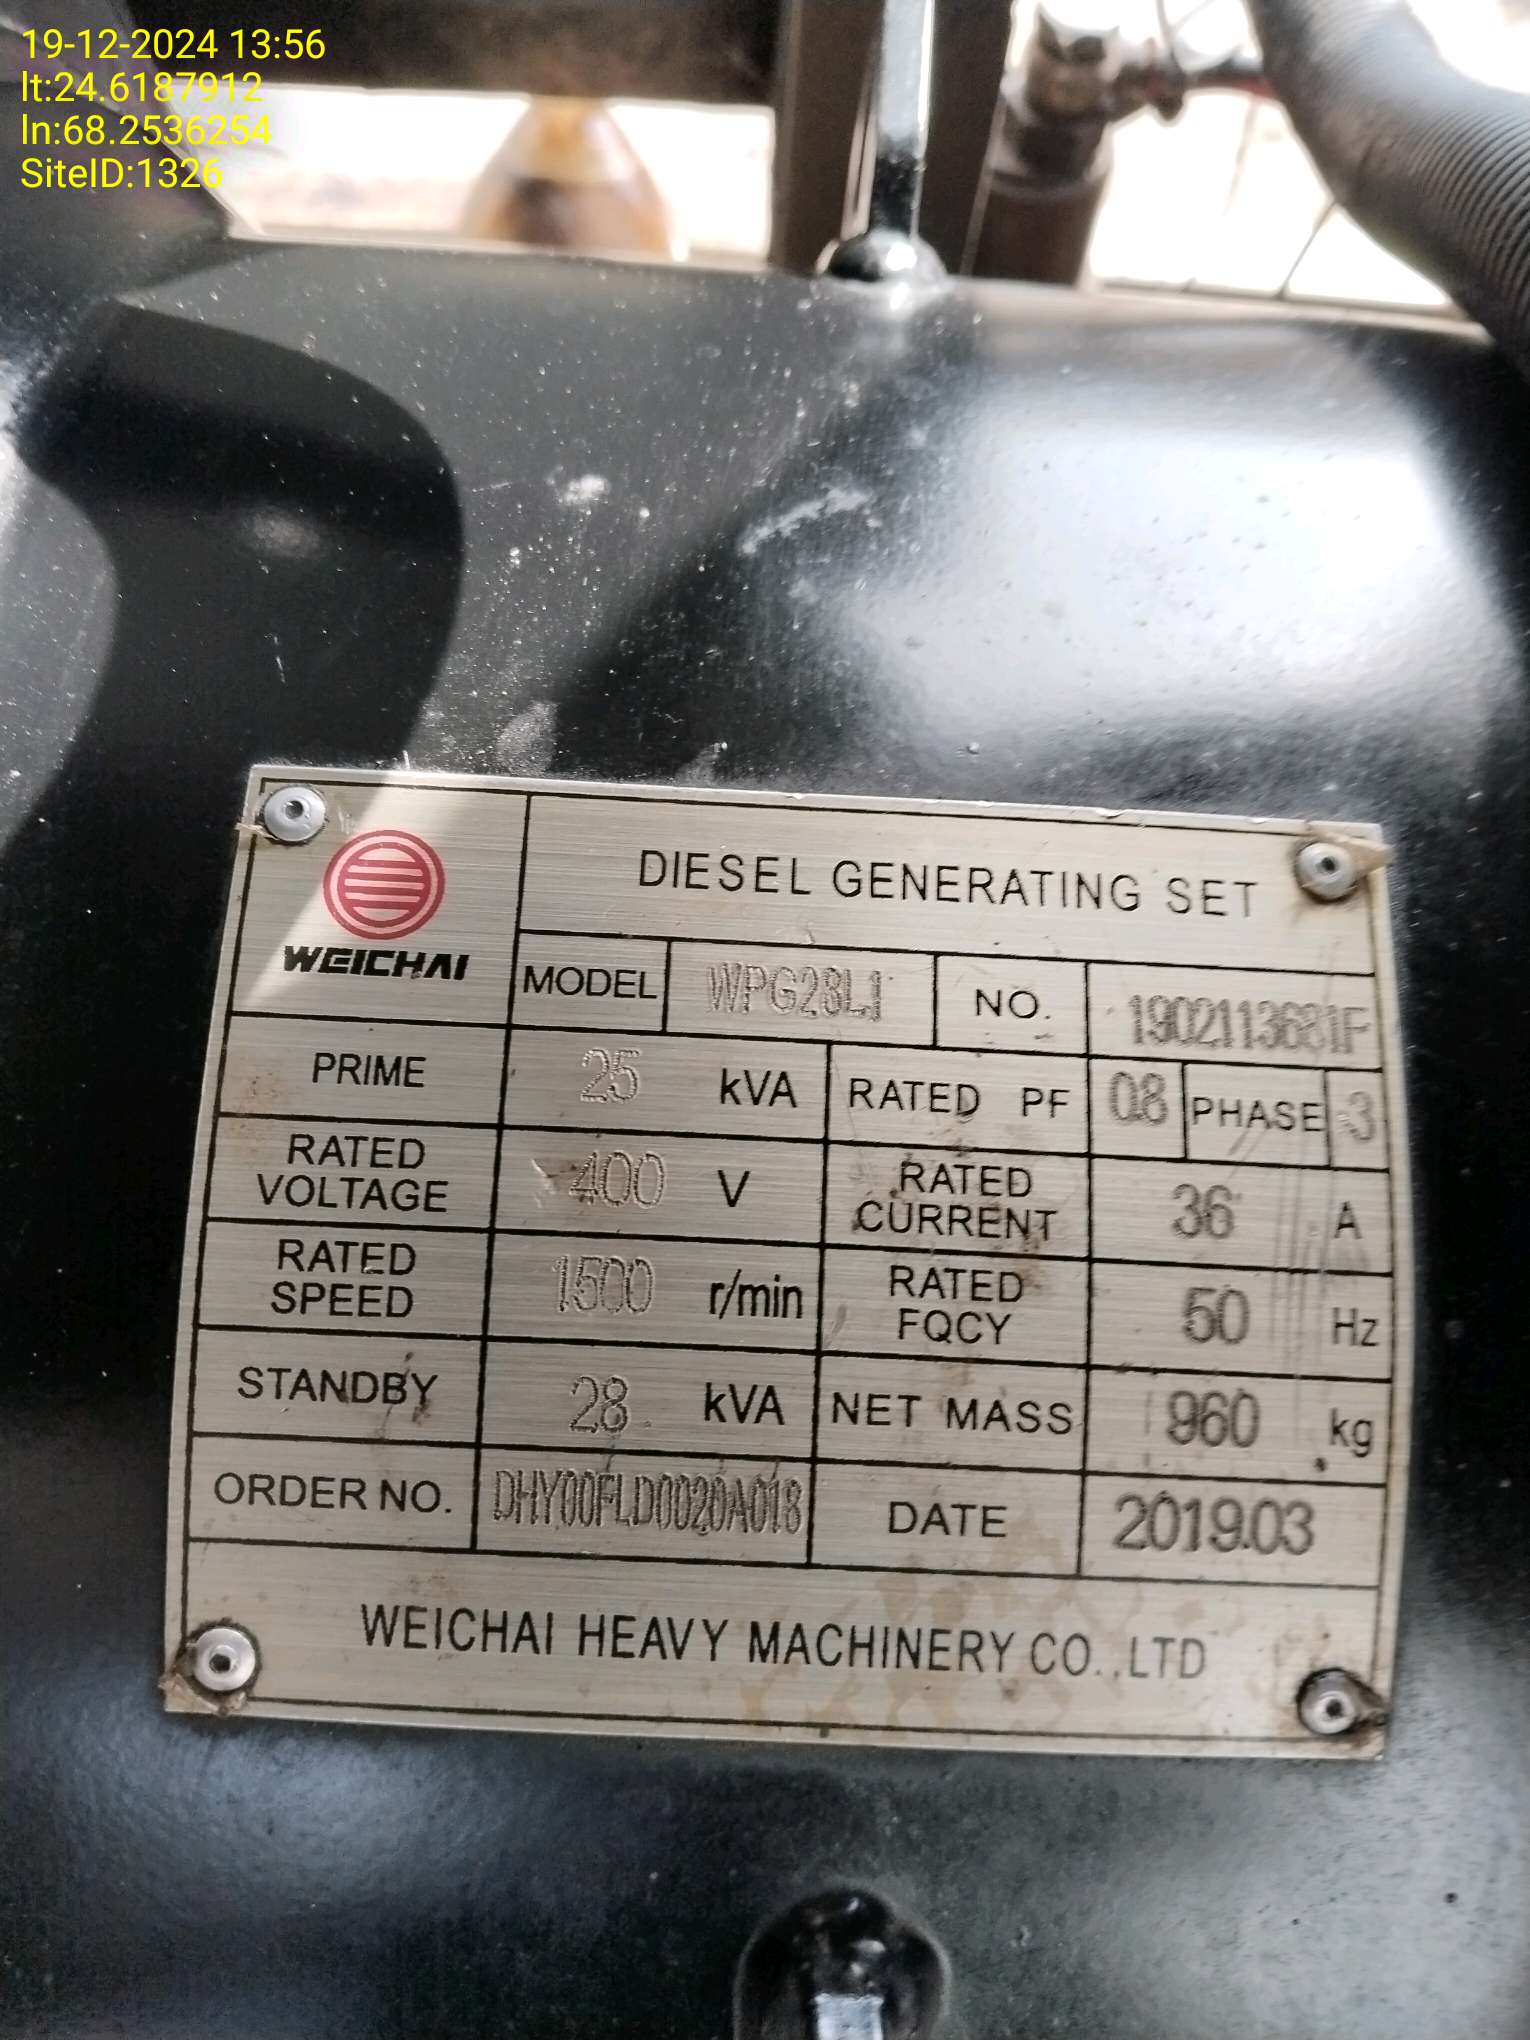 19-12-2024 13:56
lt:24.6187912
ln:68.2536254
SiteID:1326
WEICHAI
DIESEL GENERATING SET
MODEL WPG28L1 NO. 1902113681F
PRIME 25 kVA RATED PF 0.8 PHASE 3
RATED VOLTAGE 400 V RATED CURRENT 36 A
RATED SPEED 1500 r/min RATED FQCY 50 Hz
STANDBY 28 kVA NET MASS 960 kg
ORDER NO. DHY00FLD0020A018 DATE 2019.03
WEICHAI HEAVY MACHINERY CO.,LTD